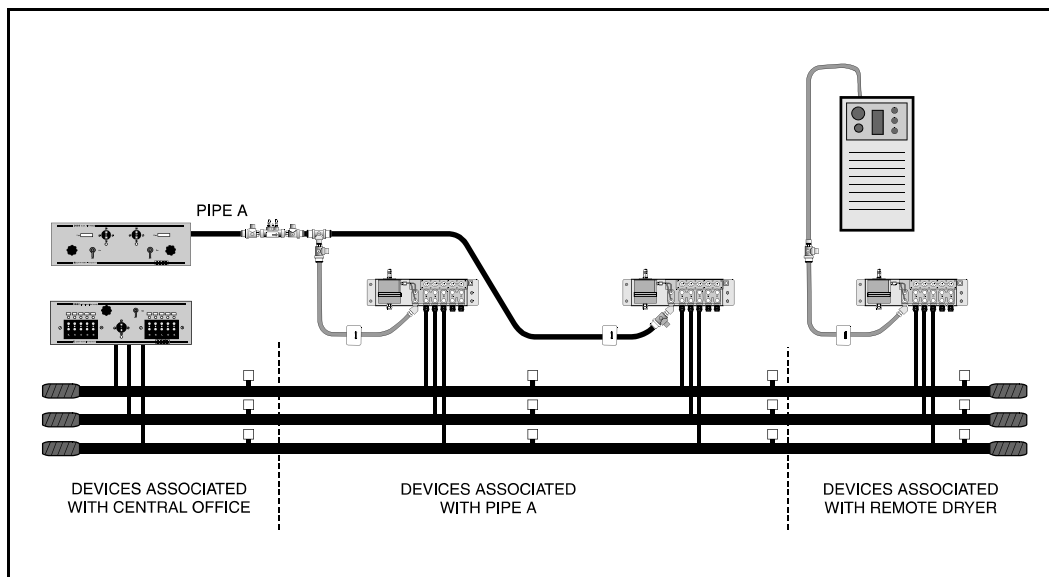 PIPE A
DEVICES ASSOCIATED
WITH CENTRAL OFFICE
DEVICES ASSOCIATED
WITH PIPE A
DEVICES ASSOCIATED
WITH REMOTE DRYER